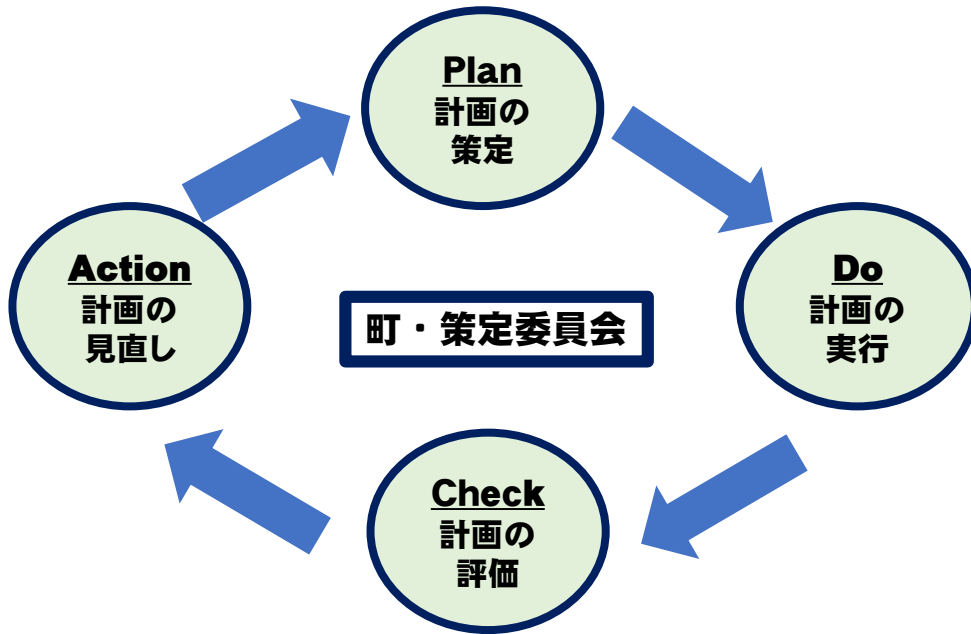 Plan
計画の
策定
Action
計画の
見直し
町・策定委員会
Do
計画の
実行
Check
計画の
評価